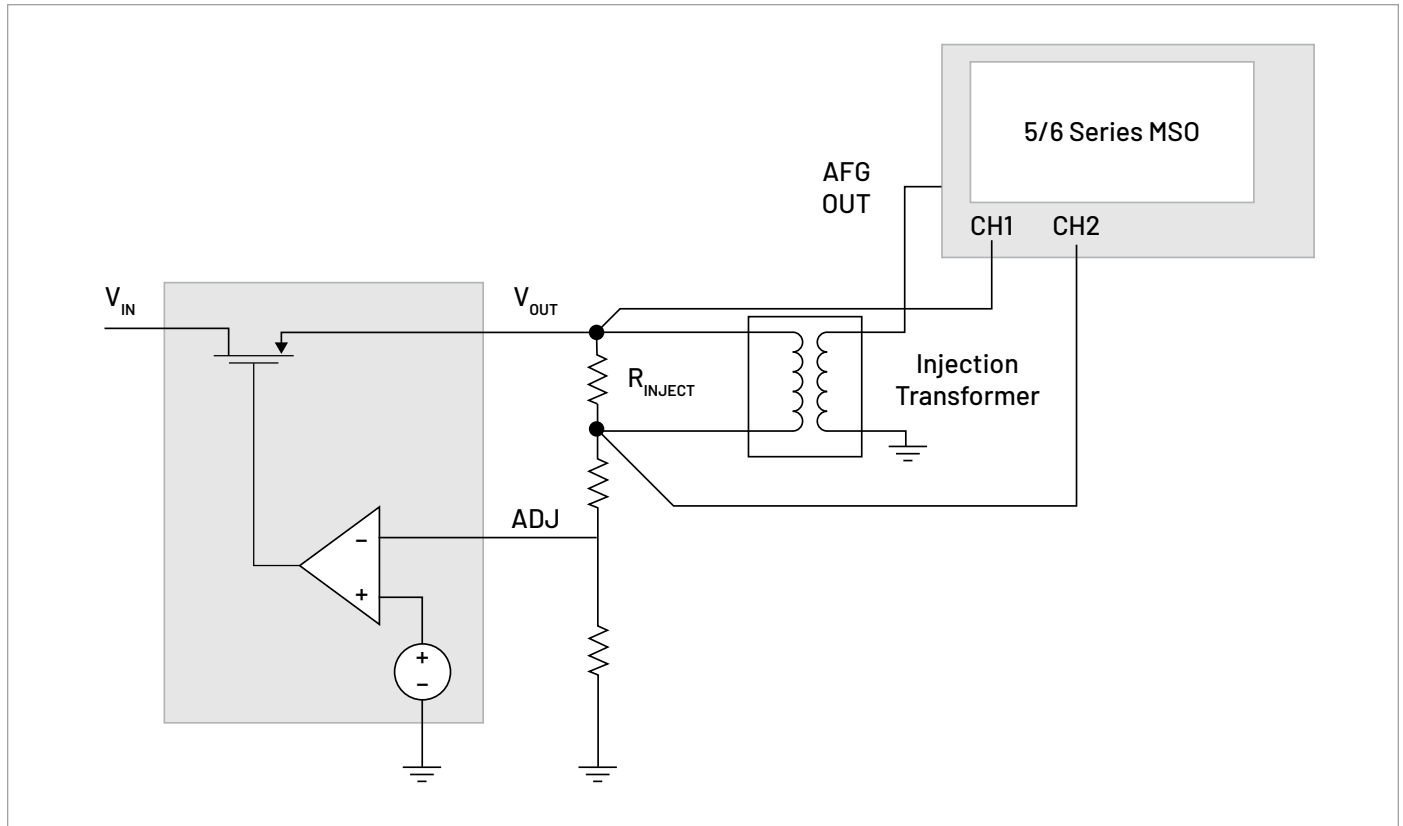 5/6 Series MSO
AFG
OUT
CH1 CH2
VIN
VOUT
RINJECT
Injection
Transformer
ADJ
−
+
+
−